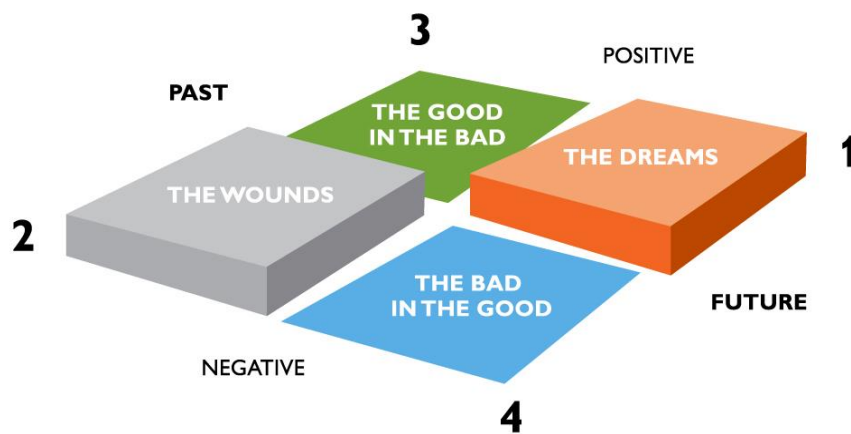 3
POSITIVE
PAST
THE GOOD
IN THE BAD
1
THE DREAMS
THE WOUNDS
2
THE BAD
IN THE GOOD
FUTURE
NEGATIVE
4